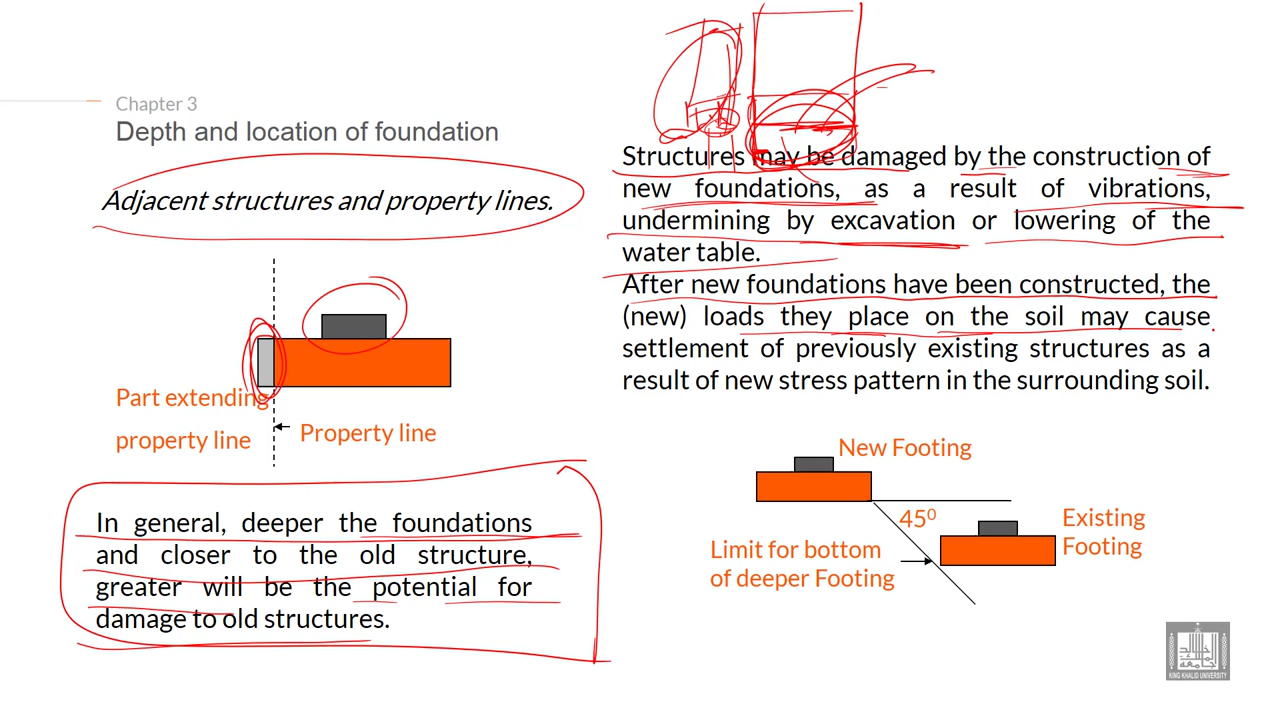 Chapter 3
Depth and location of foundation
Adjacent structures and property lines.
Part extending
property line
Property line
In general, deeper the foundations
and closer to the old structure,
greater will be the potential for
damage to old structures.
Structures may be damaged by the construction of
new foundations, as a result of vibrations,
undermining by excavation or lowering of the
water table.
After new foundations have been constructed, the
(new) loads they place on the soil may cause
settlement of previously existing structures as a
result of new stress pattern in the surrounding soil.
New Footing
45⁰
Existing
Footing
Limit for bottom
of deeper Footing
KING KHALID UNIVERSITY